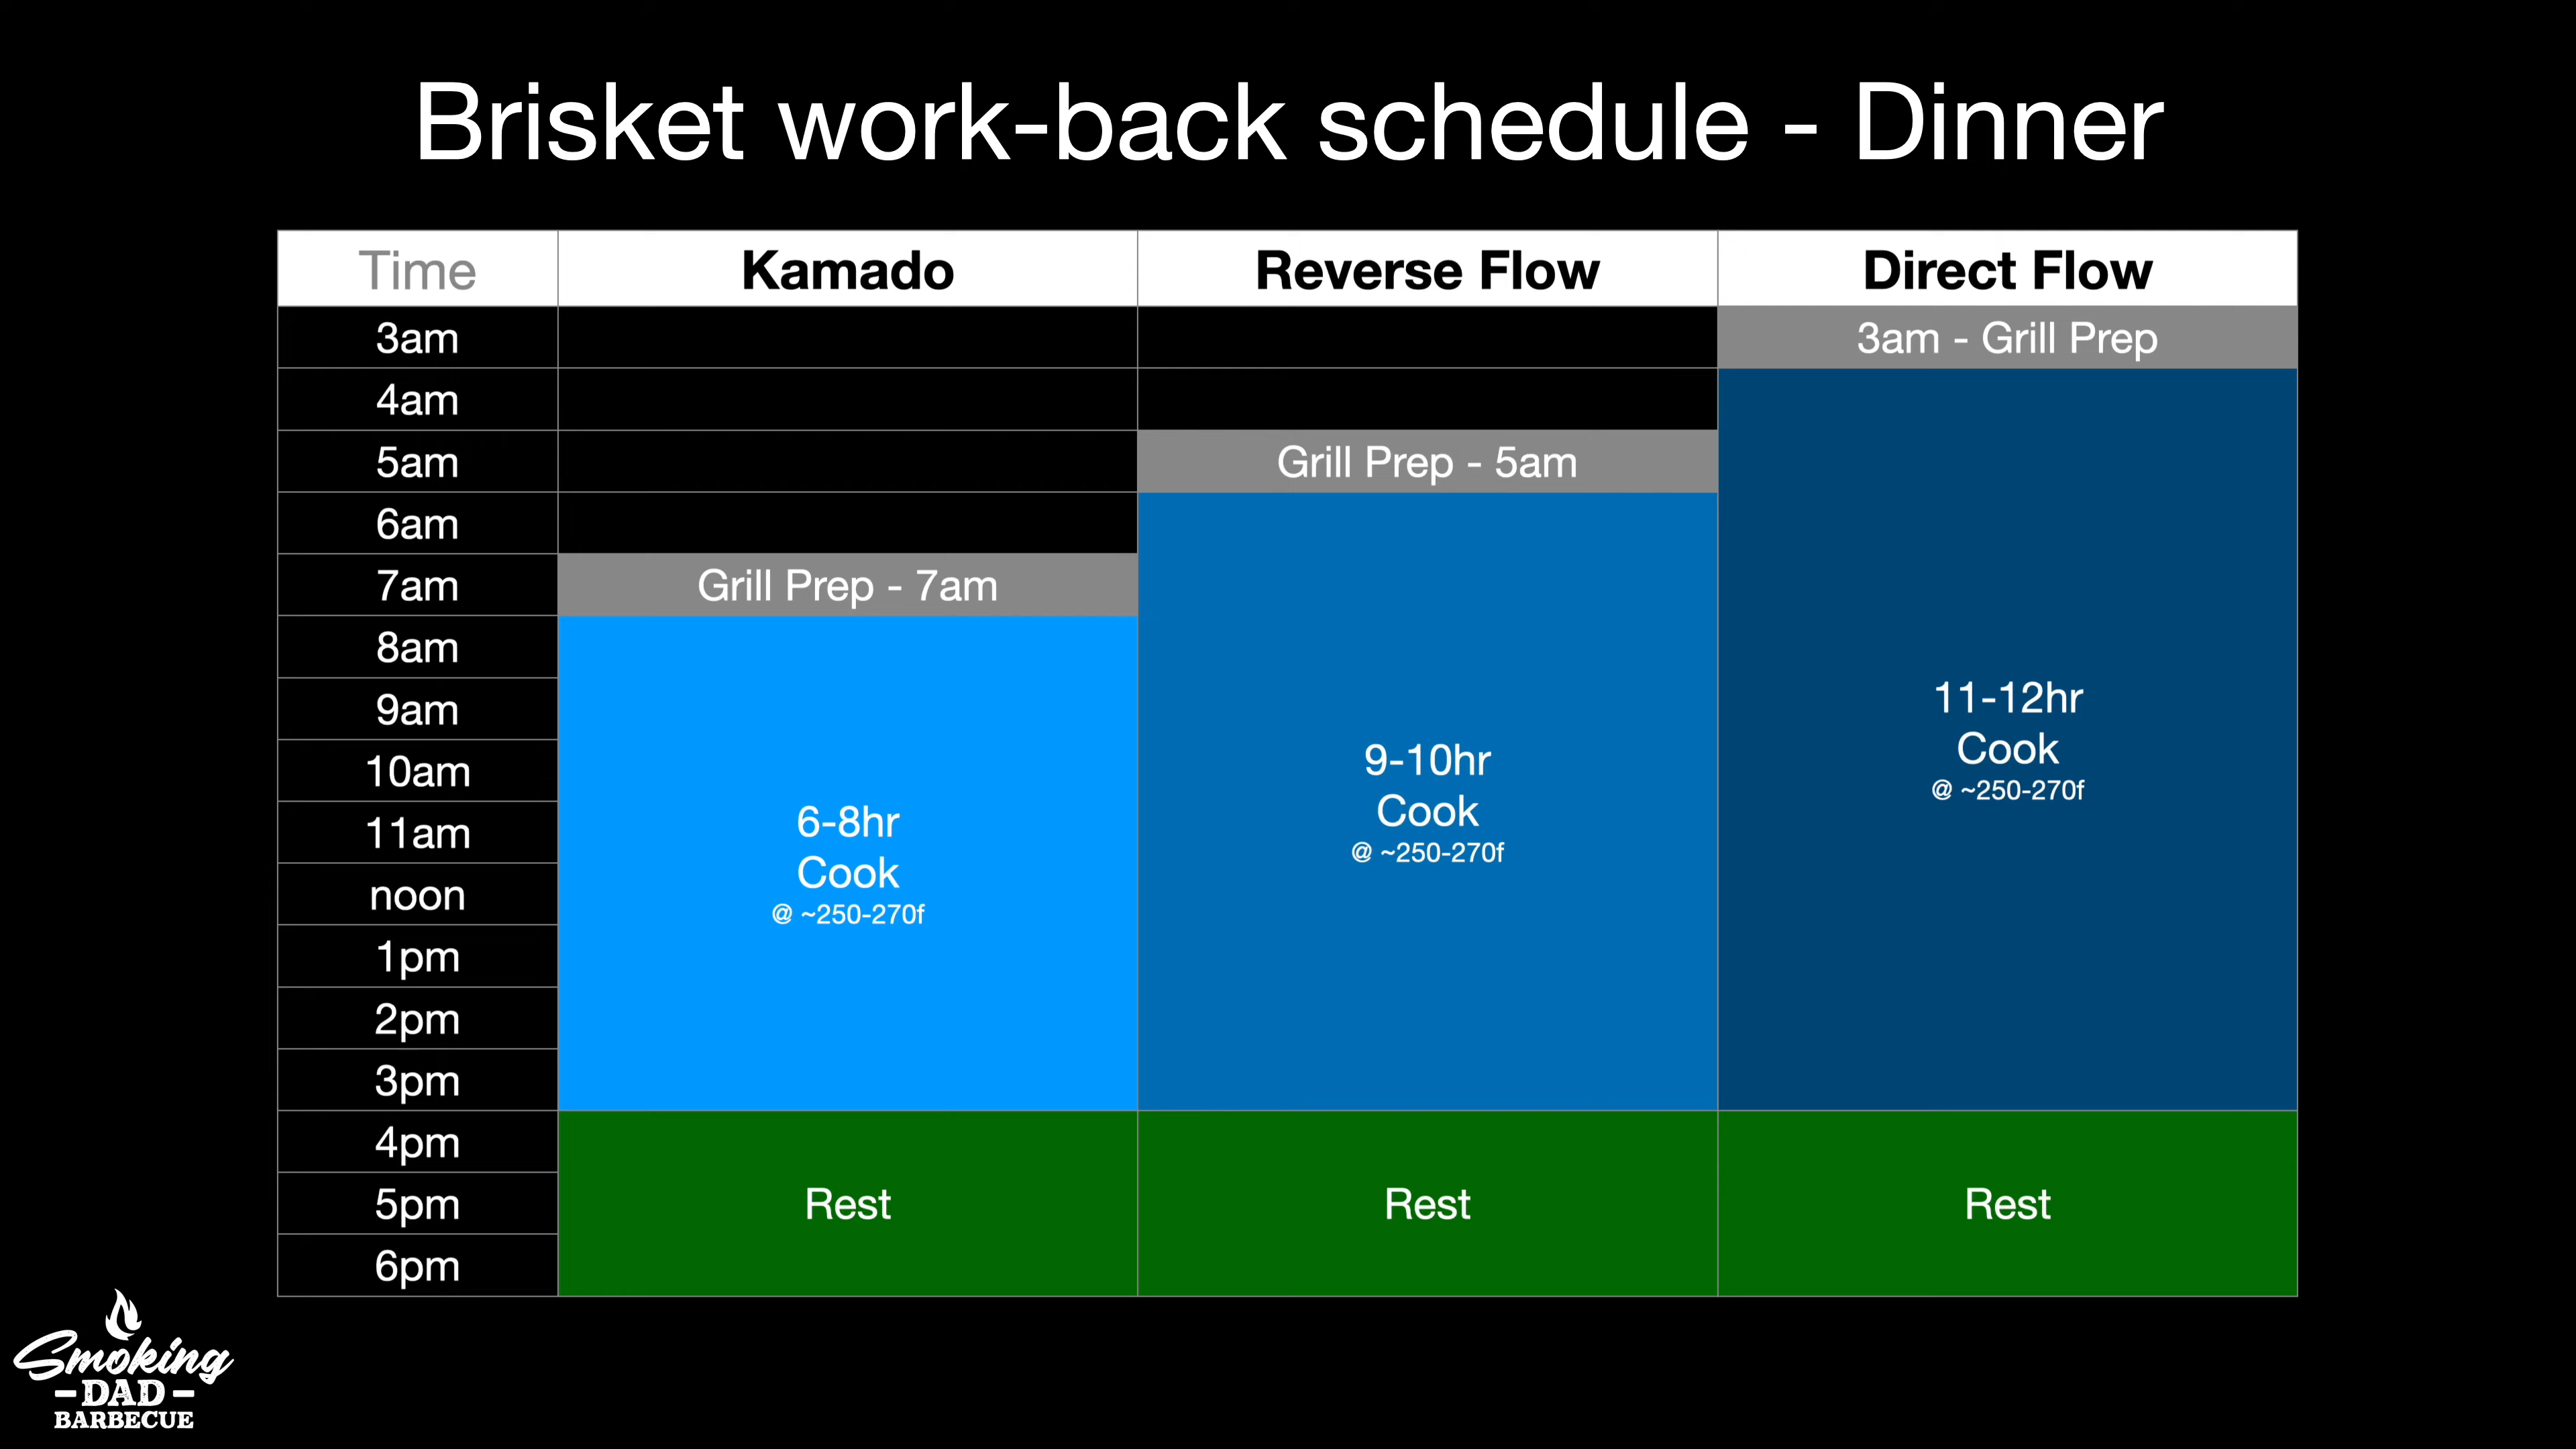 Brisket work-back schedule - Dinner
Time Kamado Reverse Flow Direct Flow
3am 3am - Grill Prep
4am
5am Grill Prep - 5am
6am
7am Grill Prep - 7am
8am
9am
10am
11am
noon
1pm
2pm
3pm
6-8hr
Cook
@ ~250-270f
9-10hr
Cook
@ ~250-270f
11-12hr
Cook
@ ~250-270f
4pm
5pm Rest Rest Rest
6pm
Smoking
DAD
BARBECUE